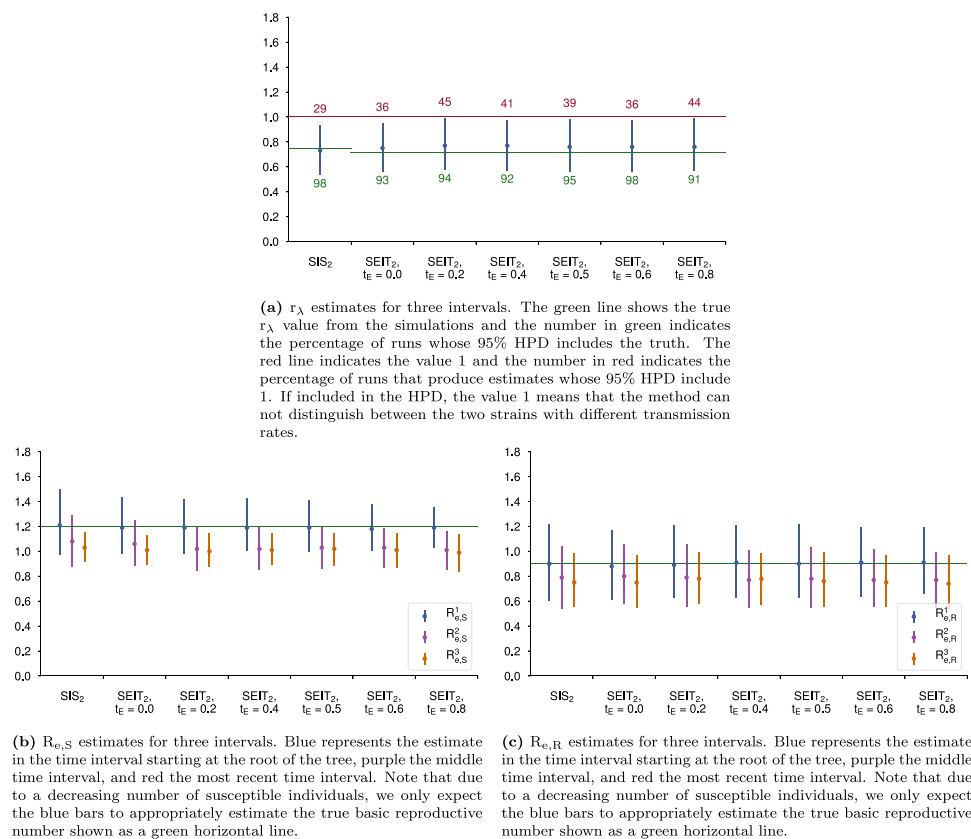 1.8
1.6
1.4
1.2
1.0
0.8
0.6
0.4
0.2
0.0
29 36 45 41 39 36 44
98 93 94 92 95 98 91
SIS2 SEIT2, SEIT2, SEIT2, SEIT2, SEIT2, SEIT2,
tE = 0.0 tE = 0.2 tE = 0.4 tE = 0.5 tE = 0.6 tE = 0.8
(a) rλ estimates for three intervals. The green line shows the true
rλ value from the simulations and the number in green indicates
the percentage of runs whose 95% HPD includes the truth. The
red line indicates the value 1 and the number in red indicates the
percentage of runs that produce estimates whose 95% HPD include
1. If included in the HPD, the value 1 means that the method can
not distinguish between the two strains with different transmission
rates.
1.8
1.6
1.4
1.2
1.0
0.8
0.6
0.4
0.2
0.0
R1e,S
R2e,S
R3e,S
SIS2 SEIT2, SEIT2, SEIT2, SEIT2, SEIT2, SEIT2,
tE = 0.0 tE = 0.2 tE = 0.4 tE = 0.5 tE = 0.6 tE = 0.8
(b) Re,S estimates for three intervals. Blue represents the estimate
in the time interval starting at the root of the tree, purple the middle
time interval, and red the most recent time interval. Note that due
to a decreasing number of susceptible individuals, we only expect
the blue bars to appropriately estimate the true basic reproductive
number shown as a green horizontal line.
1.8
1.6
1.4
1.2
1.0
0.8
0.6
0.4
0.2
0.0
R1e,R
R2e,R
R3e,R
SIS2 SEIT2, SEIT2, SEIT2, SEIT2, SEIT2, SEIT2,
tE = 0.0 tE = 0.2 tE = 0.4 tE = 0.5 tE = 0.6 tE = 0.8
(c) Re,R estimates for three intervals. Blue represents the estimate
in the time interval starting at the root of the tree, purple the middle
time interval, and red the most recent time interval. Note that due
to a decreasing number of susceptible individuals, we only expect
the blue bars to appropriately estimate the true basic reproductive
number shown as a green horizontal line.